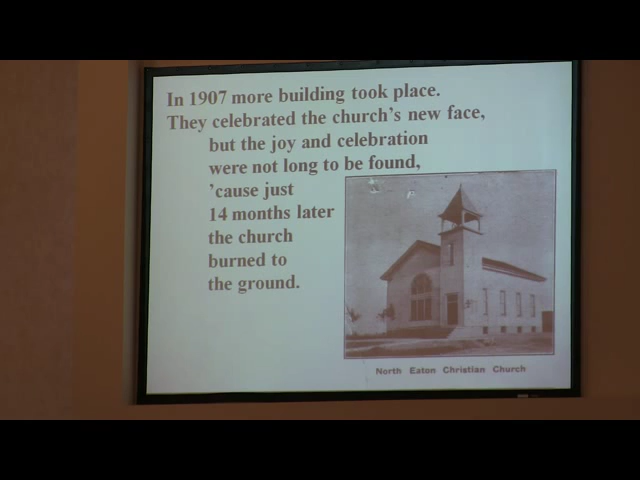 In 1907 more building took place.
They celebrated the church's new face,
but the joy and celebration
were not long to be found,
’cause just
14 months later
the church
burned to
the ground.
North Eaton Christian Church